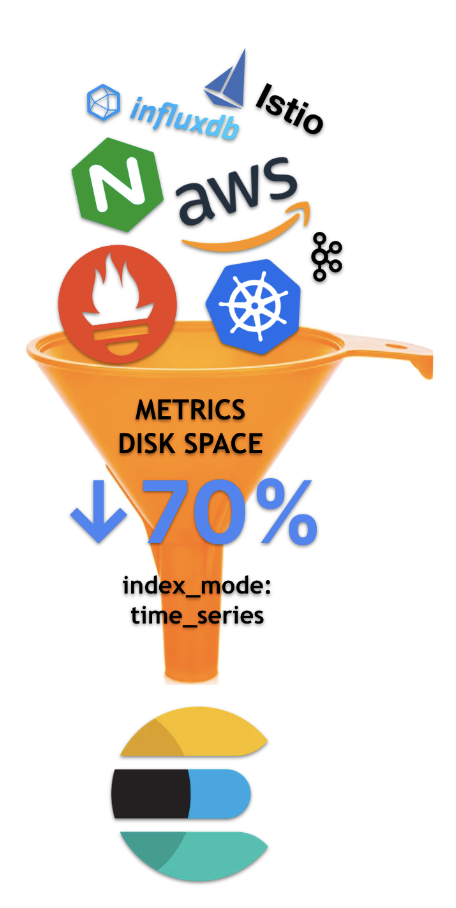 Istio
influxdb
N
aws
METRICS
DISK SPACE
↓70%
index_mode:
time_series